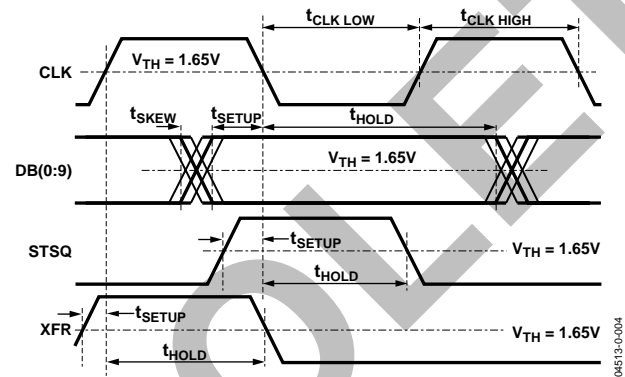 tCLK LOW tCLK HIGH
CLK VTH = 1.65V
tSKEW tSETUP tHOLD
DB(0:9) VTH = 1.65V
STSQ tSETUP VTH = 1.65V
tHOLD
XFR tSETUP VTH = 1.65V
tHOLD
04513-0-004
OLET